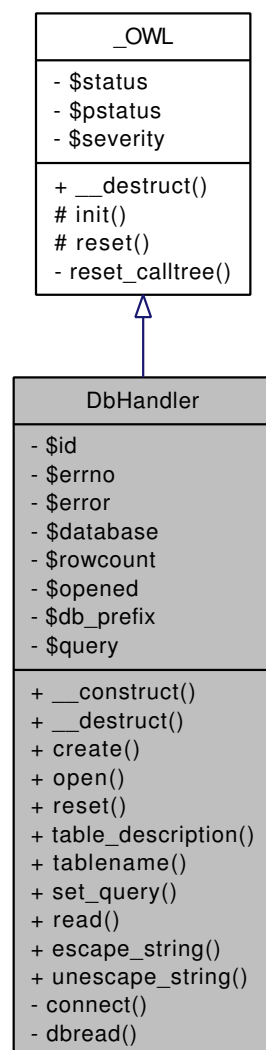 _OWL
- $status
- $pstatus
- $severity
+ __destruct()
# init()
# reset()
- reset_calltree()
DbHandler
- $id
- $errno
- $error
- $database
- $rowcount
- $opened
- $db_prefix
- $query
+ __construct()
+ __destruct()
+ create()
+ open()
+ reset()
+ table_description()
+ tablename()
+ set_query()
+ read()
+ escape_string()
+ unescape_string()
- connect()
- dbread()